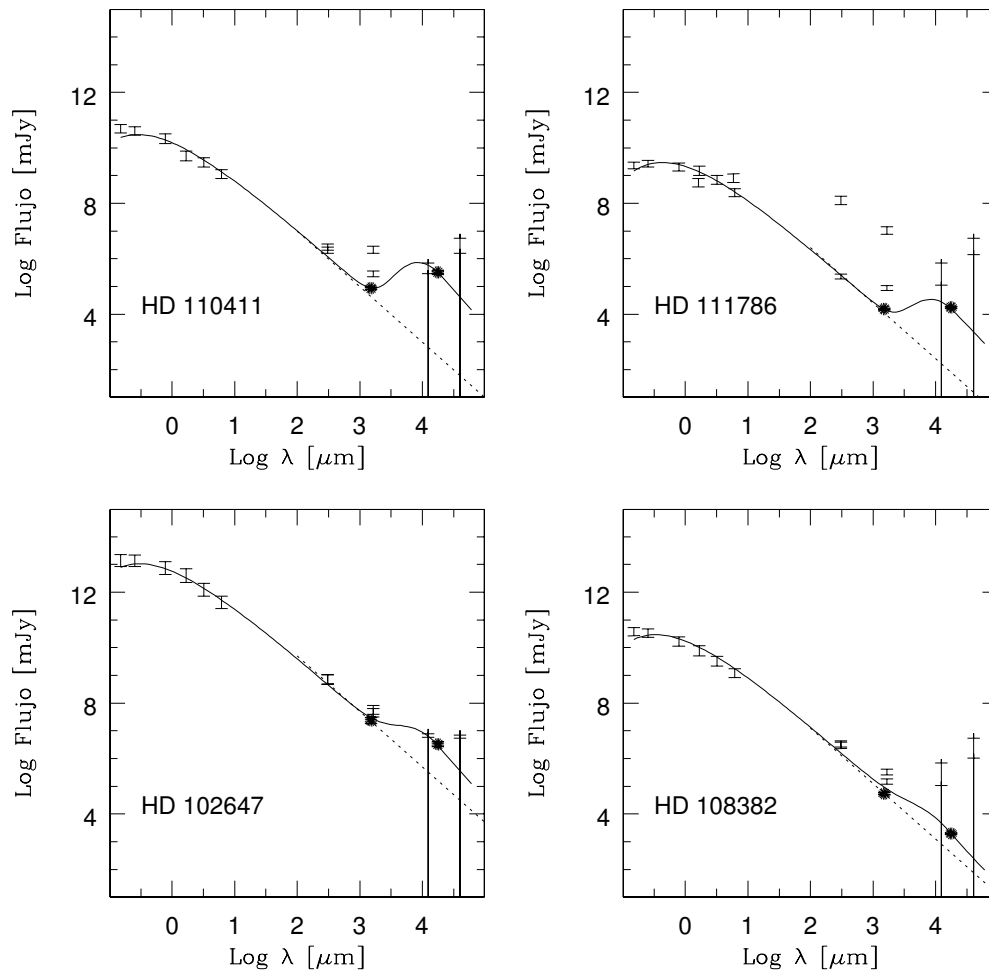 12
8
4
Log Flujo [mJy]
HD 110411
0 1 2 3 4
Log λ [μm]
12
8
4
Log Flujo [mJy]
HD 111786
0 1 2 3 4
Log λ [μm]
12
8
4
Log Flujo [mJy]
HD 102647
0 1 2 3 4
Log λ [μm]
12
8
4
Log Flujo [mJy]
HD 108382
0 1 2 3 4
Log λ [μm]